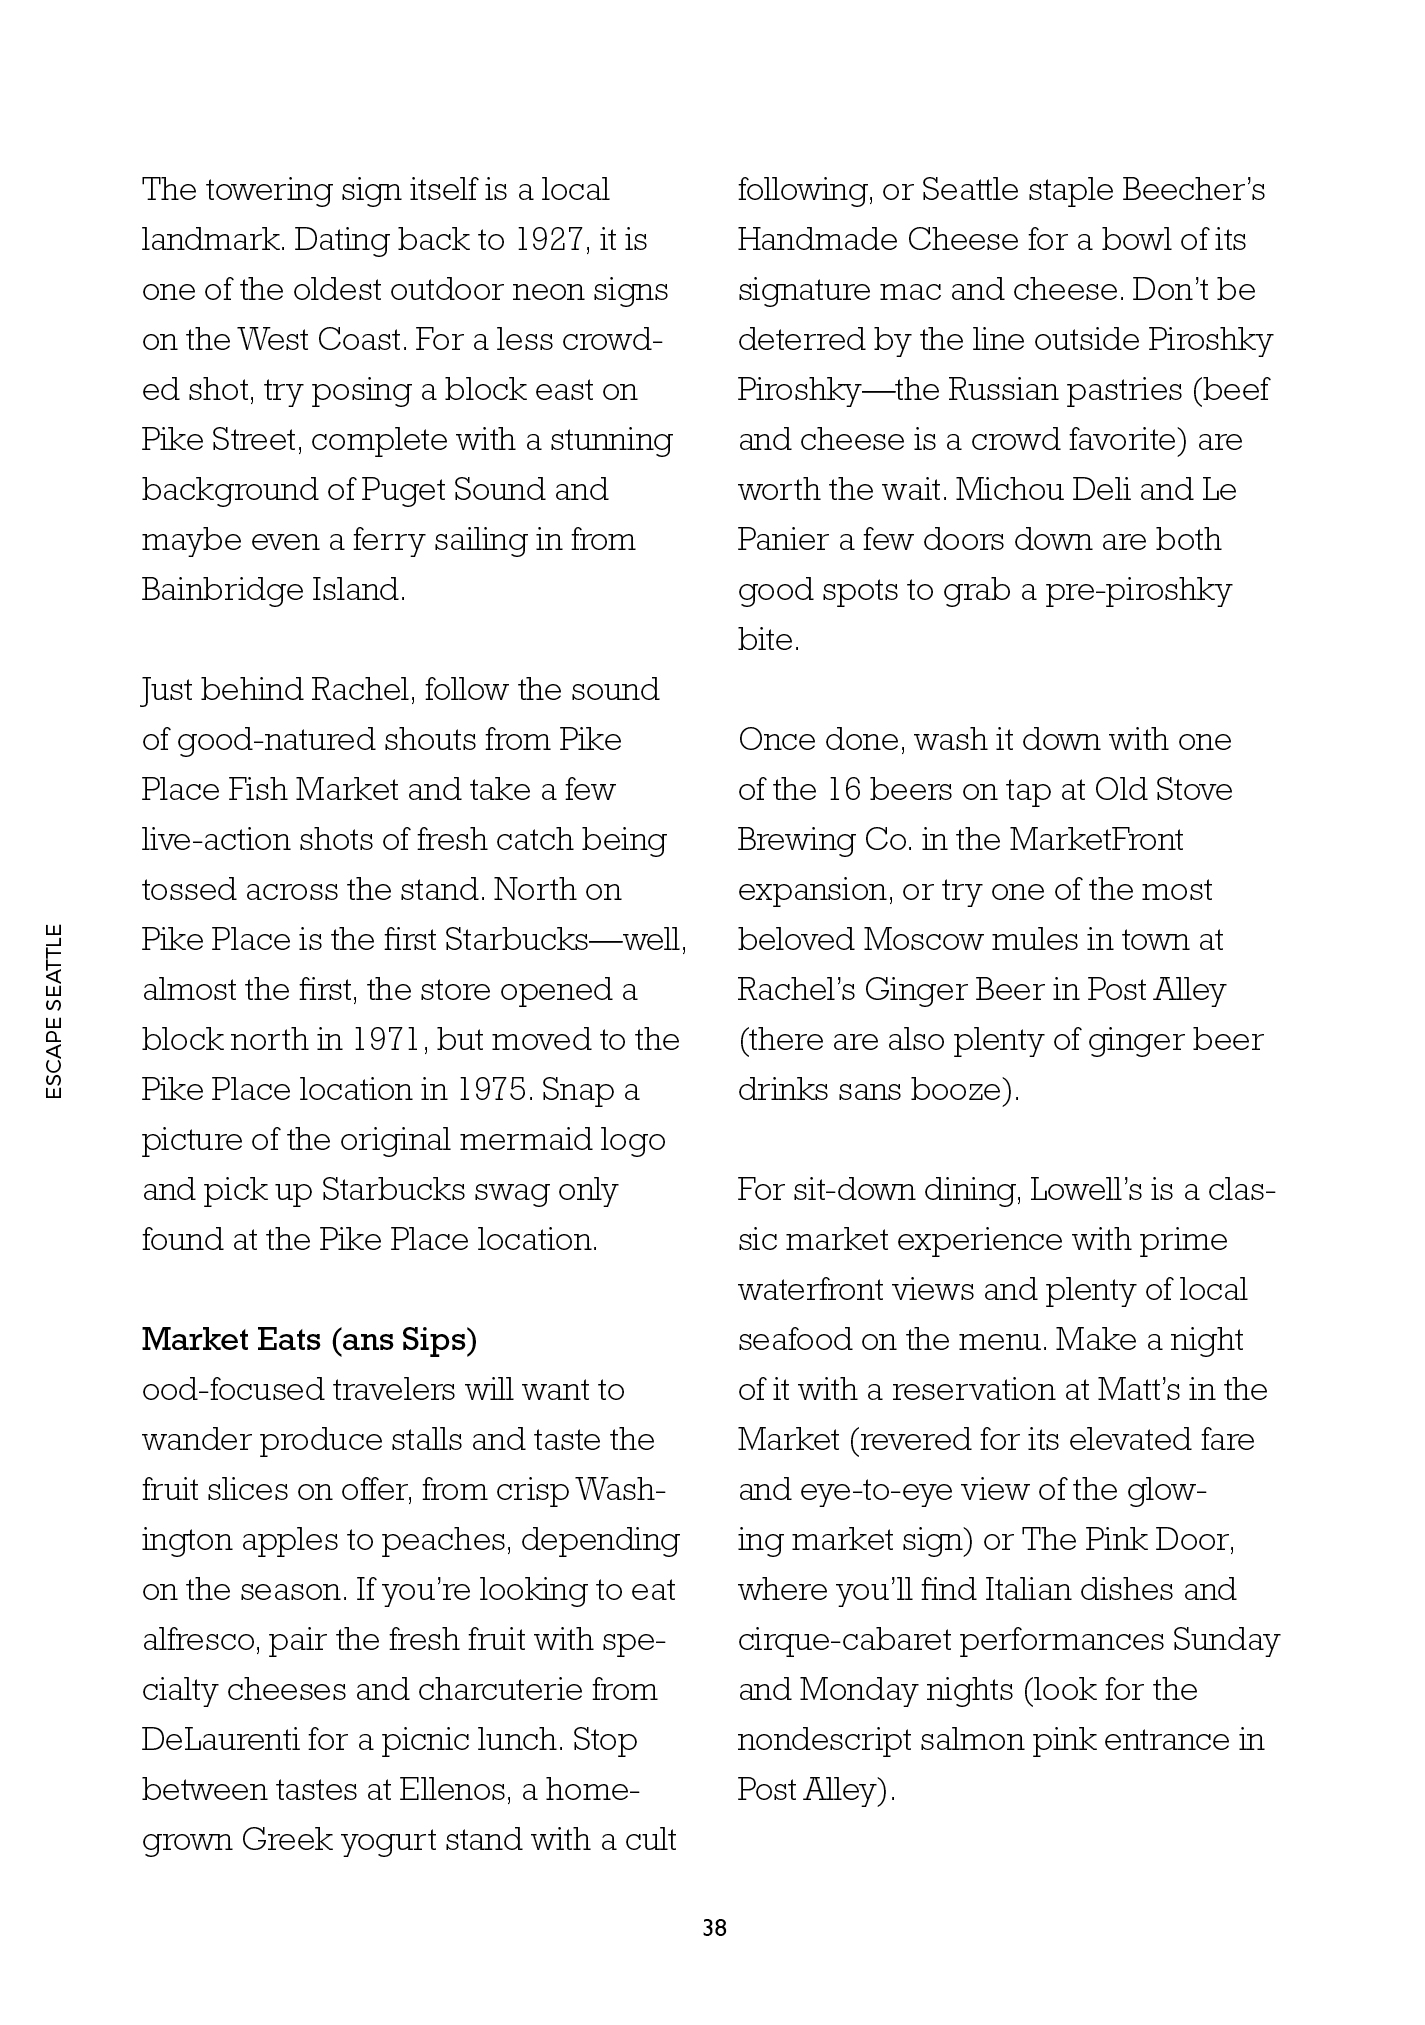 The towering sign itself is a local
landmark. Dating back to 1927, it is
one of the oldest outdoor neon signs
on the West Coast. For a less crowd-
ed shot, try posing a block east on
Pike Street, complete with a stunning
background of Puget Sound and
maybe even a ferry sailing in from
Bainbridge Island.
Just behind Rachel, follow the sound
of good-natured shouts from Pike
Place Fish Market and take a few
live-action shots of fresh catch being
tossed across the stand. North on
Pike Place is the first Starbucks—well,
almost the first, the store opened a
block north in 1971, but moved to the
Pike Place location in 1975. Snap a
picture of the original mermaid logo
and pick up Starbucks swag only
found at the Pike Place location.
Market Eats (ans Sips)
ood-focused travelers will want to
wander produce stalls and taste the
fruit slices on offer, from crisp Wash-
ington apples to peaches, depending
on the season. If you’re looking to eat
alfresco, pair the fresh fruit with spe-
cialty cheeses and charcuterie from
DeLaurenti for a picnic lunch. Stop
between tastes at Ellenos, a home-
grown Greek yogurt stand with a cult
following, or Seattle staple Beecher’s
Handmade Cheese for a bowl of its
signature mac and cheese. Don’t be
deterred by the line outside Piroshky
Piroshky—the Russian pastries (beef
and cheese is a crowd favorite) are
worth the wait. Michou Deli and Le
Panier a few doors down are both
good spots to grab a pre-piroshky
bite.
Once done, wash it down with one
of the 16 beers on tap at Old Stove
Brewing Co. in the MarketFront
expansion, or try one of the most
beloved Moscow mules in town at
Rachel’s Ginger Beer in Post Alley
(there are also plenty of ginger beer
drinks sans booze).
For sit-down dining, Lowell’s is a clas-
sic market experience with prime
waterfront views and plenty of local
seafood on the menu. Make a night
of it with a reservation at Matt’s in the
Market (revered for its elevated fare
and eye-to-eye view of the glow-
ing market sign) or The Pink Door,
where you’ll find Italian dishes and
cirque-cabaret performances Sunday
and Monday nights (look for the
nondescript salmon pink entrance in
Post Alley).
ESCAPE SEATTLE
38